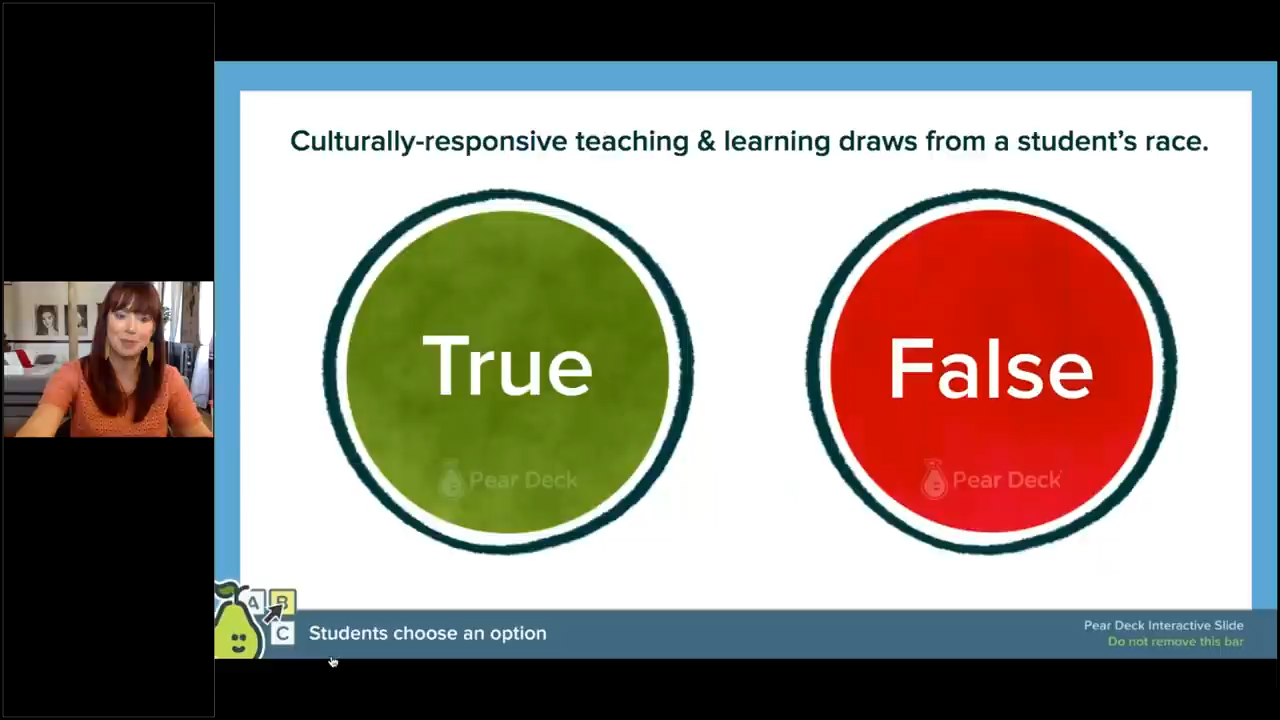 Culturally-responsive teaching & learning draws from a student's race.
True
False
Pear Deck
Pear Deck
A B
C
Students choose an option
Pear Deck Interactive Slide
Do not remove this bar